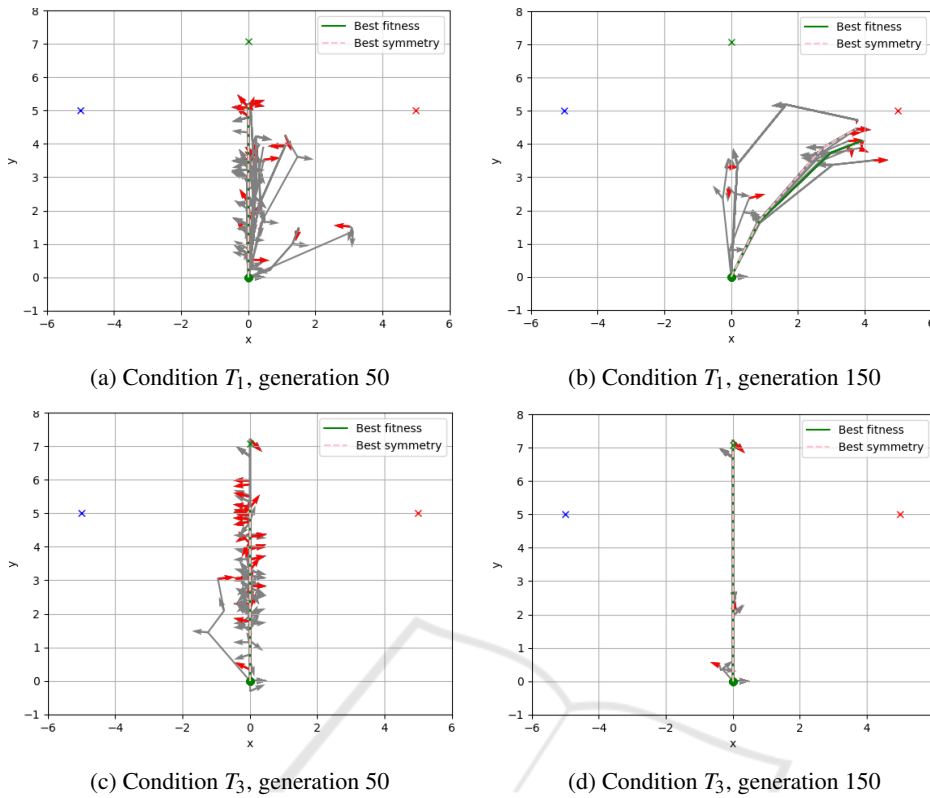 8
7
6
5
4
3
2
1
0
−1
−6 −4 −2 0 2 4 6
x
y
Best fitness
Best symmetry
8
7
6
5
4
3
2
1
0
−1
−6 −4 −2 0 2 4
x
y
Best fitness
Best symmetry
(a) Condition T1, generation 50
(b) Condition T1, generation 150
8
7
6
5
4
3
2
1
0
−1
−6 −4 −2 0 2 4 6
x
y
Best fitness
Best symmetry
8
7
6
5
4
3
2
1
0
−1
−6 −4 −2 0 2 4
x
y
Best fitness
Best symmetry
(c) Condition T3, generation 50
(d) Condition T3, generation 150